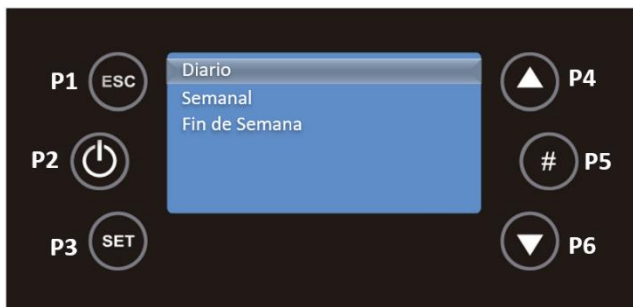 P1 ESC
Diario
P4
Semanal
Fin de Semana
P2
# P5
P3 SET
P6